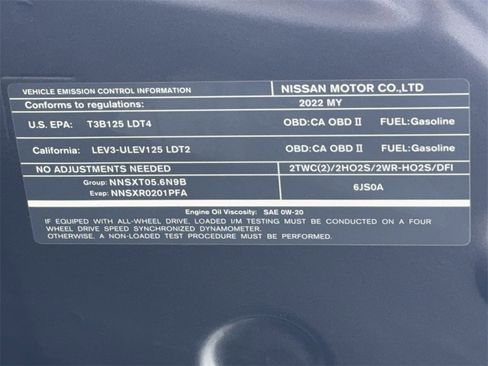 VEHICLE EMISSION CONTROL INFORMATION NISSAN MOTOR CO.,LTD
Conforms to regulations: 2022 MY
U.S. EPA: T3B125 LDT4 OBD:CA OBD II FUEL:Gasoline
California: LEV3-ULEV125 LDT2 OBD:CA OBD II FUEL:Gasoline
NO ADJUSTMENTS NEEDED 2TWC(2)/2HO2S/2WR-HO2S/DFI
Group: NNSXT05.6N9B 6JS0A
Evap: NNSXR0201PFA
Engine Oil Viscosity: SAE 0W-20
IF EQUIPPED WITH ALL-WHEEL DRIVE, LOADED I/M TESTING MUST BE CONDUCTED ON A FOUR
WHEEL DRIVE SPEED SYNCHRONIZED DYNAMOMETER.
OTHERWISE, A NON-LOADED TEST PROCEDURE MUST BE PERFORMED.